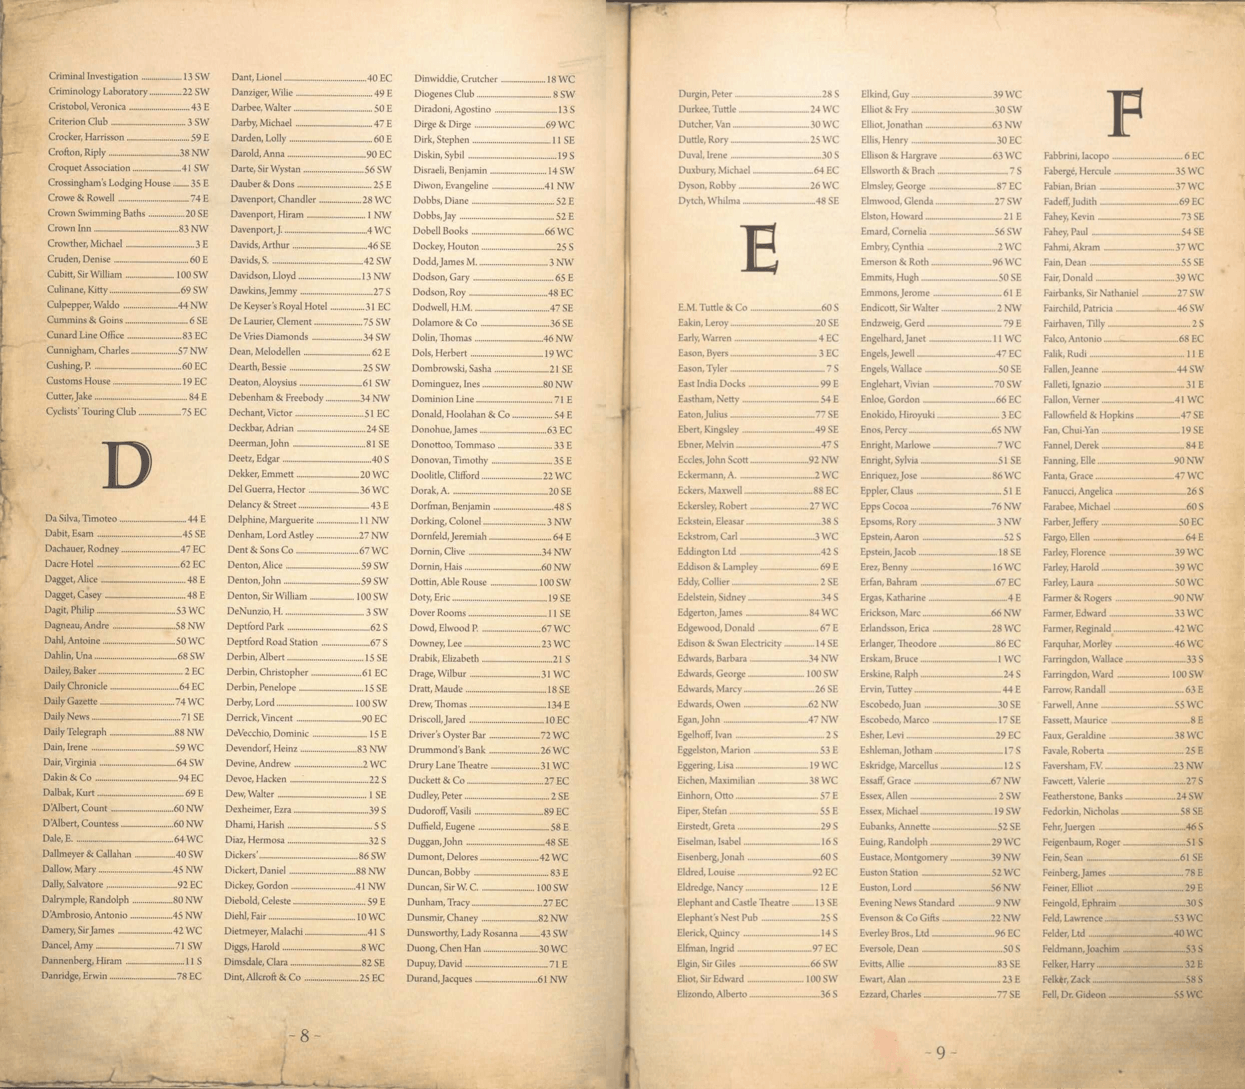 Criminal Investigation 13 SW
Criminology Laboratory 22 SW
Cristobol, Veronica 43 E
Criterion Club 3 SW
Crocker, Harrisson 59 E
Crofton, Riply 38 NW
Croquet Association 41 SW
Crossingham's Lodging House 35 E
Crowe & Rowell 74 E
Crown Swimming Baths 20 SE
Crown Inn 83 NW
Crowther, Michael 3 E
Cruden, Denise 60 E
Cubitt, Sir William 100 SW
Culinane, Kitty 69 SW
Culpepper, Waldo 44 NW
Cummins & Goins 6 SE
Cunard Line Office 83 EC
Cunnigham, Charles 57 NW
Cushing, P. 60 EC
Customs House 19 EC
Cutter, Jake 84 E
Cyclists' Touring Club 75 EC
D
Da Silva, Timoteo 44 E
Dabit, Esam 45 SE
Dachauer, Rodney 47 EC
Dacre Hotel 62 EC
Dagget, Alice 48 E
Dagget, Casey 48 E
Dagit, Philip 53 WC
Dagneau, Andre 58 NW
Dahl, Antoine 50 WC
Dahlin, Una 68 SW
Dailey, Baker 2 EC
Daily Chronicle 64 EC
Daily Gazette 74 WC
Daily News 71 SE
Daily Telegraph 88 NW
Dain, Irene 59 WC
Dair, Virginia 64 SW
Dakin & Co 94 EC
Dalbak, Kurt 69 E
D'Albert, Count 60 NW
D'Albert, Countess 60 NW
Dale, E. 64 WC
Dallmeyer & Callahan 40 SW
Dallow, Mary 45 NW
Dally, Salvatore 92 EC
Dalrymple, Randolph 80 NW
D'Ambrosio, Antonio 45 NW
Damery, Sir James 42 WC
Dancel, Amy 71 SW
Dannenberg, Hiram 11 S
Danridge, Erwin 78 EC
Dant, Lionel 40 EC
Danziger, Wilie 49 E
Darbee, Walter 50 E
Darby, Michael 47 E
Darden, Lolly 60 E
Darold, Anna 90 EC
Darte, Sir Wystan 56 SW
Dauber & Dons 25 E
Davenport, Chandler 28 WC
Davenport, Hiram 1 NW
Davenport, J. 4 WC
Davids, Arthur 46 SE
Davids, S. 42 SW
Davidson, Lloyd 13 NW
Dawkins, Jemmy 27 S
De Keyser's Royal Hotel 31 EC
De Laurier, Clement 75 SW
De Vries Diamonds 34 SW
Dean, Melodellen 62 E
Dearth, Bessie 25 SW
Deaton, Aloysius 61 SW
Debenham & Freebody 34 NW
Dechant, Victor 51 EC
Deckbar, Adrian 24 SE
Deerman, John 81 SE
Deetz, Edgar 40 S
Dekker, Emmett 20 WC
Del Guerra, Hector 36 WC
Delancy & Street 43 E
Delphine, Marguerite 11 NW
Denham, Lord Astley 27 NW
Dent & Sons Co 67 WC
Denton, Alice 59 SW
Denton, John 59 SW
Denton, Sir William 100 SW
DeNunzio, H. 3 SW
Deptford Park 62 S
Deptford Road Station 67 S
Derbin, Albert 15 SE
Derbin, Christopher 61 EC
Derbin, Penelope 15 SE
Derby, Lord 100 SW
Derrick, Vincent 90 EC
DeVecchio, Dominic 15 E
Devendorf, Heinz 83 NW
Devine, Andrew 2 WC
Devoe, Hacken 22 S
Dew, Walter 1 SE
Dexheimer, Ezra 39 S
Dhami, Harish 5 S
Diaz, Hermosa 32 S
Dickers' 86 SW
Dickert, Daniel 88 NW
Dickey, Gordon 41 NW
Diebold, Celeste 59 E
Diehl, Fair 10 WC
Dietmeyer, Malachi 41 S
Diggs, Harold 8 WC
Dimsdale, Clara 82 SE
Dint, Allcroft & Co 25 EC
Dinwiddie, Crutcher 18 WC
Diogenes Club 8 SW
Diradoni, Agostino 13 S
Dirge & Dirge 69 WC
Dirk, Stephen 11 SE
Diskin, Sybil 19 S
Disraeli, Benjamin 14 SW
Diwon, Evangeline 41 NW
Dobbs, Diane 52 E
Dobbs, Jay 52 E
Dobell Books 66 WC
Dockey, Houton 25 S
Dodd, James M. 3 NW
Dodson, Gary 65 E
Dodson, Roy 48 EC
Dodwell, H.M. 47 SE
Dolamore & Co 36 SE
Dolin, Thomas 46 NW
Dols, Herbert 19 WC
Dombrowski, Sasha 21 SE
Dominguez, Ines 80 NW
Dominion Line 71 E
Donald, Hoolahan & Co 54 E
Donohue, James 63 EC
Donottoo, Tommaso 33 E
Donovan, Timothy 35 E
Doolitle, Clifford 22 WC
Dorak, A. 20 SE
Dorfman, Benjamin 48 S
Dorking, Colonel 3 NW
Dornfeld, Jeremiah 64 E
Dornin, Clive 34 NW
Dornin, Hais 60 NW
Dottin, Able Rouse 100 SW
Doty, Eric 19 SE
Dover Rooms 11 SE
Dowd, Elwood P. 67 WC
Downey, Lee 23 WC
Drabik, Elizabeth 21 S
Drage, Wilbur 31 WC
Dratt, Maude 18 SE
Drew, Thomas 134 E
Driscoll, Jared 10 EC
Driver's Oyster Bar 72 WC
Drummond's Bank 26 WC
Drury Lane Theatre 31 WC
Duckett & Co 27 EC
Dudley, Peter 2 SE
Dudoroff, Vasili 89 EC
Duffield, Eugene 58 E
Duggan, John 48 SE
Dumont, Delores 42 WC
Duncan, Bobby 83 E
Duncan, Sir W. C. 100 SW
Dunham, Tracy 27 EC
Dunsmir, Chaney 82 NW
Dunsworthy, Lady Rosanna 43 SW
Duong, Chen Han 30 WC
Dupuy, David 71 E
Durand, Jacques 61 NW
- 8 -
Durgin, Peter 28 S
Durkee, Tuttle 24 WC
Dutcher, Van 30 WC
Duttle, Rory 25 WC
Duval, Irene 30 S
Duxbury, Michael 64 EC
Dyson, Robby 26 WC
Dytch, Whilma 48 SE
E
E.M. Tuttle & Co 60 S
Eakin, Leroy 20 SE
Early, Warren 4 EC
Eason, Byers 3 EC
Eason, Tyler 7 S
East India Docks 99 E
Eastham, Netty 54 E
Eaton, Julius 77 SE
Ebert, Kingsley 49 SE
Ebner, Melvin 47 S
Eccles, John Scott 92 NW
Eckermann, A. 2 WC
Eckers, Maxwell 88 EC
Eckersley, Robert 27 WC
Eckstein, Eleasar 38 S
Eckstrom, Carl 3 WC
Eddington Ltd 42 S
Eddison & Lampley 69 E
Eddy, Collier 2 SE
Edelstein, Sidney 34 S
Edgerton, James 84 WC
Edgewood, Donald 67 E
Edison & Swan Electricity 14 SE
Edwards, Barbara 34 NW
Edwards, George 100 SW
Edwards, Marcy 26 SE
Edwards, Owen 62 NW
Egan, John 47 NW
Egelhoff, Ivan 2 S
Eggelston, Marion 53 E
Eggering, Lisa 19 WC
Eichen, Maximilian 38 WC
Einhorn, Otto 57 E
Eiper, Stefan 55 E
Eirstedt, Greta 29 S
Eiselman, Isabel 16 S
Eisenberg, Jonah 60 S
Eldred, Louise 92 EC
Eldredge, Nancy 12 E
Elephant and Castle Theatre 13 SE
Elephant's Nest Pub 25 S
Elerick, Quincy 14 S
Elfman, Ingrid 97 EC
Elgin, Sir Giles 66 SW
Eliot, Sir Edward 100 SW
Elizondo, Alberto 36 S
Elkind, Guy 39 WC
Elliot & Fry 30 SW
Elliot, Jonathan 63 NW
Ellis, Henry 30 EC
Ellison & Hargrave 63 WC
Ellsworth & Brach 7 S
Elmsley, George 87 EC
Elmwood, Glenda 27 SW
Elston, Howard 21 E
Emard, Cornelia 56 SW
Embry, Cynthia 2 WC
Emerson & Roth 96 WC
Emmits, Hugh 50 SE
Emmons, Jerome 61 E
Endicott, Sir Walter 2 NW
Endzweig, Gerd 79 E
Engelhard, Janet 11 WC
Engels, Jewell 47 EC
Engels, Wallace 50 SE
Englehart, Vivian 70 SW
Enloe, Gordon 66 EC
Enokido, Hiroyuki 3 EC
Enos, Percy 65 NW
Enright, Marlowe 7 WC
Enright, Sylvia 51 SE
Enriquez, Jose 86 WC
Eppler, Claus 51 E
Epps Cocoa 76 NW
Epsoms, Rory 3 NW
Epstein, Aaron 52 S
Epstein, Jacob 18 SE
Erez, Benny 16 WC
Erfan, Bahram 67 EC
Ergas, Katharine 4 E
Erickson, Marc 66 NW
Erlandsson, Erica 28 WC
Erlanger, Theodore 86 EC
Erskam, Bruce 1 WC
Erskine, Ralph 24 S
Ervin, Tuttey 44 E
Escobedo, Juan 30 SE
Escobedo, Marco 17 SE
Esher, Levi 29 EC
Eshleman, Jotham 17 S
Eskridge, Marcellus 12 S
Essaff, Grace 67 NW
Essex, Allen 2 SW
Essex, Michael 19 SW
Eubanks, Annette 52 SE
Euing, Randolph 29 WC
Eustace, Montgomery 39 NW
Euston Station 52 WC
Euston, Lord 56 NW
Evening News Standard 9 NW
Evenson & Co Gifts 22 NW
Everley Bros., Ltd 96 EC
Eversole, Dean 50 S
Evitts, Allie 83 SE
Ewart, Alan 23 E
Ezzard, Charles 77 SE
F
Fabbrini, Iacopo 6 EC
Fabergé, Hercule 35 WC
Fabian, Brian 37 WC
Fadeff, Judith 69 EC
Fahey, Kevin 73 SE
Fahey, Paul 54 SE
Fahmi, Akram 37 WC
Fain, Dean 55 SE
Fair, Donald 39 WC
Fairbanks, Sir Nathaniel 27 SW
Fairchild, Patricia 46 SW
Fairhaven, Tilly 2 S
Falco, Antonio 68 EC
Falik, Rudi 11 E
Fallen, Jeanne 44 SW
Falleti, Ignazio 31 E
Fallon, Verner 41 WC
Fallowfield & Hopkins 47 SE
Fan, Chui-Yan 19 SE
Fannel, Derek 84 E
Fanning, Elle 90 NW
Fanta, Grace 47 WC
Fanucci, Angelica 26 S
Farabee, Michael 60 S
Farber, Jeffery 50 EC
Fargo, Ellen 64 E
Farley, Florence 39 WC
Farley, Harold 39 WC
Farley, Laura 50 WC
Farmer & Rogers 90 NW
Farmer, Edward 33 WC
Farmer, Reginald 42 WC
Farquhar, Morley 46 WC
Farringdon, Wallace 33 S
Farringdon, Ward 100 SW
Farrow, Randall 63 E
Farwell, Anne 55 WC
Fassett, Maurice 8 E
Faux, Geraldine 38 WC
Favale, Roberta 25 E
Faversham, F.V. 23 NW
Fawcett, Valerie 27 S
Featherstone, Banks 24 SW
Fedorkin, Nicholas 58 SE
Fehr, Juergen 46 S
Feigenbaum, Roger 51 S
Fein, Sean 61 SE
Feinberg, James 78 E
Feiner, Elliot 29 E
Feingold, Ephraim 30 S
Feld, Lawrence 53 WC
Felder, Ltd 40 WC
Feldmann, Joachim 53 S
Felker, Harry 32 E
Felker, Zack 58 S
Fell, Dr. Gideon 55 WC
- 9 -